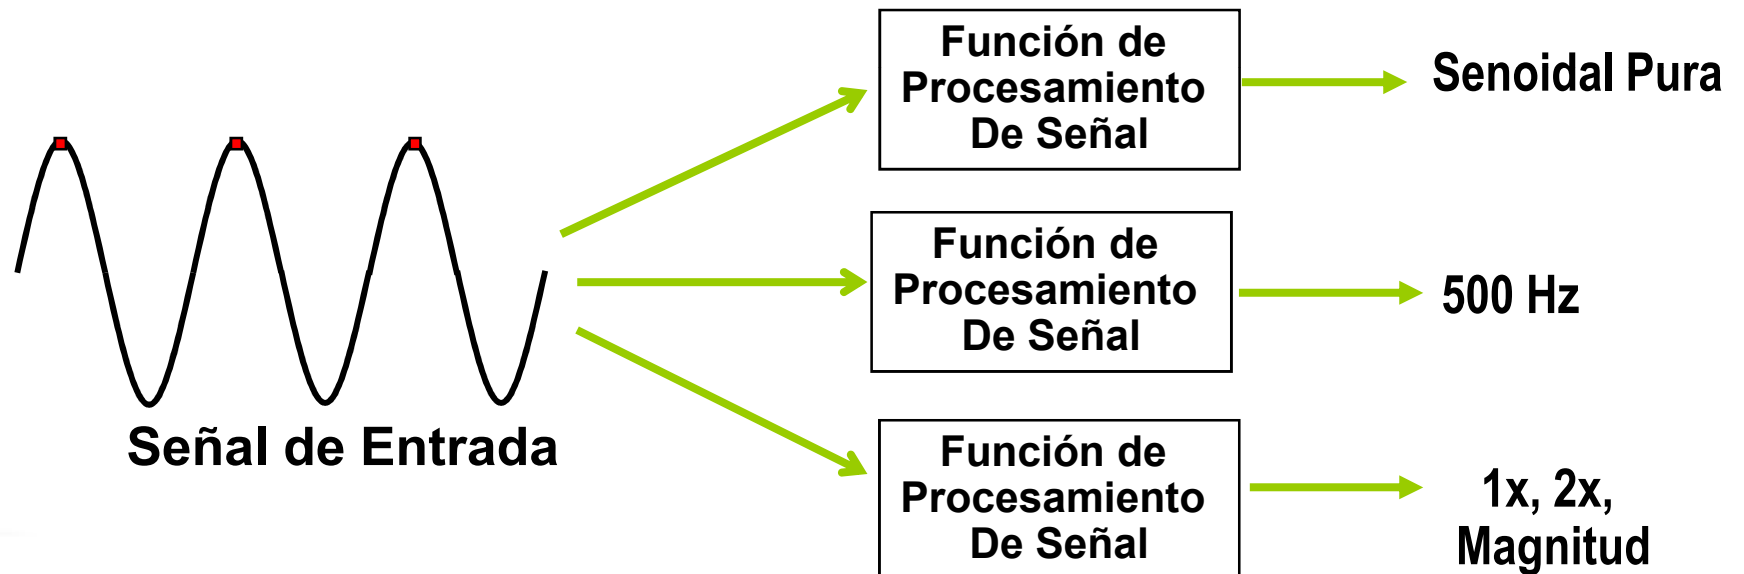 Función de
Procesamiento
De Señal
Senoidal Pura
Función de
Procesamiento
De Señal
500 Hz
Señal de Entrada
Función de
Procesamiento
De Señal
1x, 2x,
Magnitud